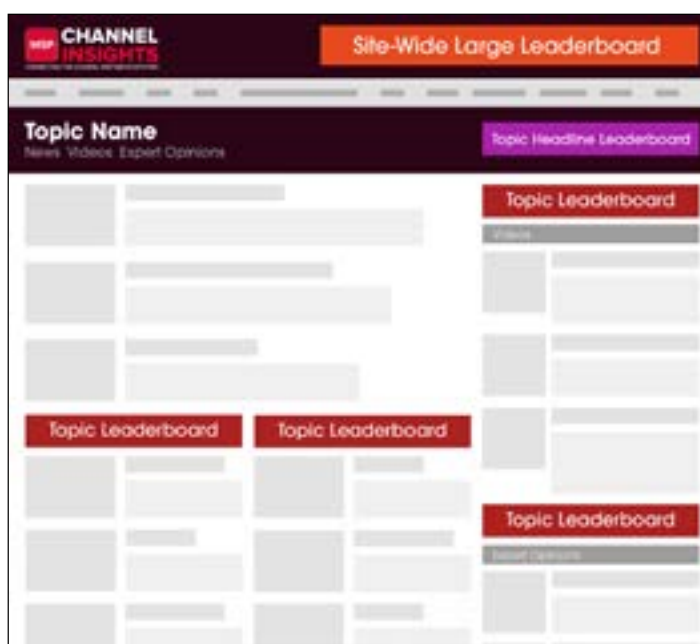 MSP
CHANNEL
INSIGHTS
Site-Wide Large Leaderboard
Topic Name
News Videos Expert Opinions
Topic Headline Leaderboard
Topic Leaderboard
Videos
Topic Leaderboard
Topic Leaderboard
Topic Leaderboard
Expert Opinions